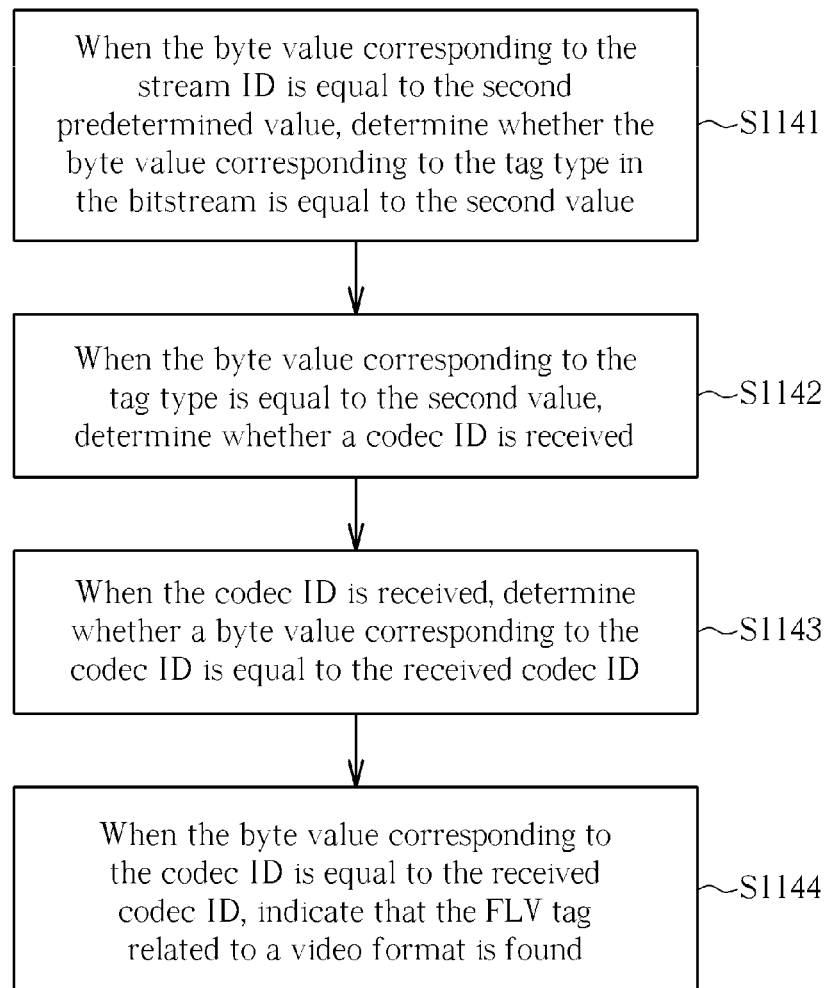 When the byte value corresponding to the
stream ID is equal to the second
predetermined value, determine whether the
byte value corresponding to the tag type in
the bitstream is equal to the second value
S1141
When the byte value corresponding to the
tag type is equal to the second value,
determine whether a codec ID is received
S1142
When the codec ID is received, determine
whether a byte value corresponding to the
codec ID is equal to the received codec ID
S1143
When the byte value corresponding to
the codec ID is equal to the received
codec ID, indicate that the FLV tag
related to a video format is found
S1144